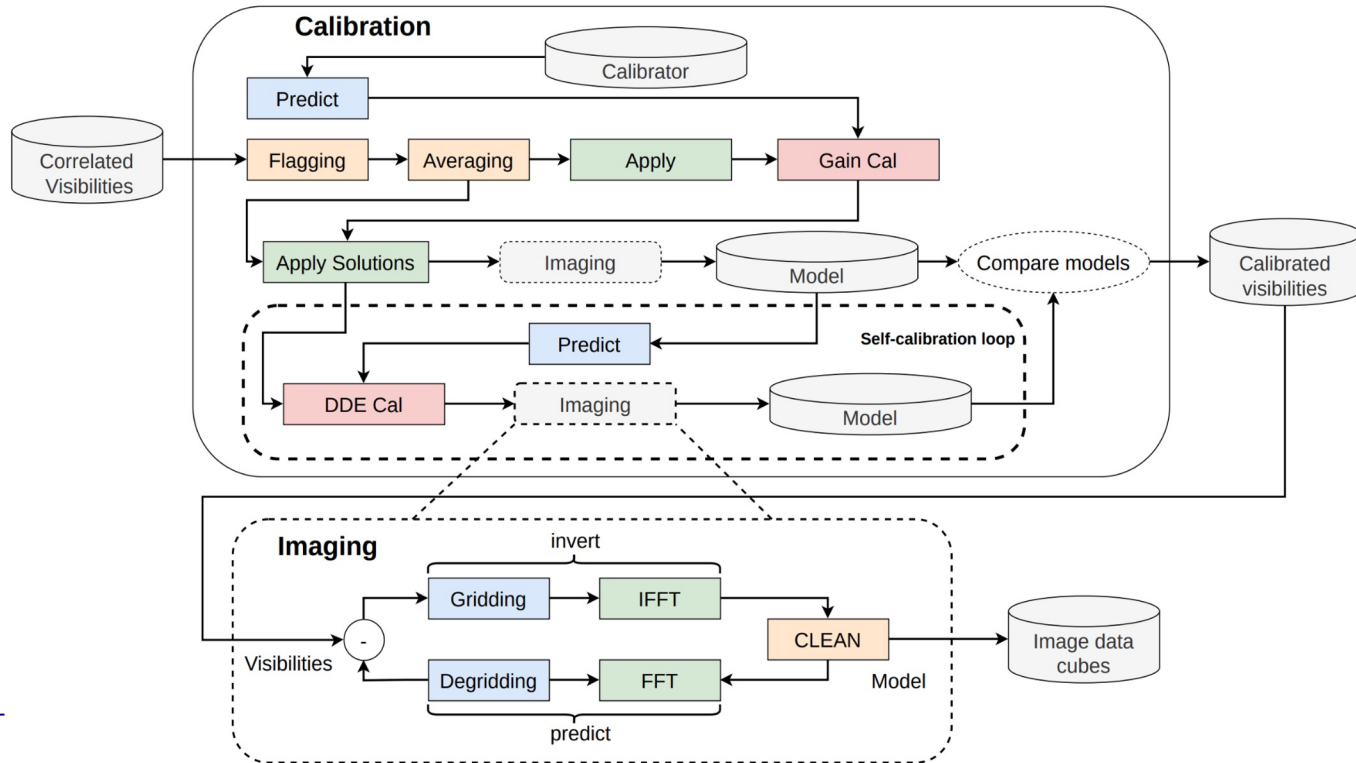 Calibration
Calibrator
Predict
Correlated
Visibilities
Flagging
Averaging
Apply
Gain Cal
Apply Solutions
Imaging
Model
Compare models
Calibrated
visibilities
Predict
Self-calibration loop
DDE Cal
Imaging
Model
Imaging
invert
Gridding
IFFT
-
CLEAN
Image data
cubes
Visibilities
Degridding
FFT
Model
predict